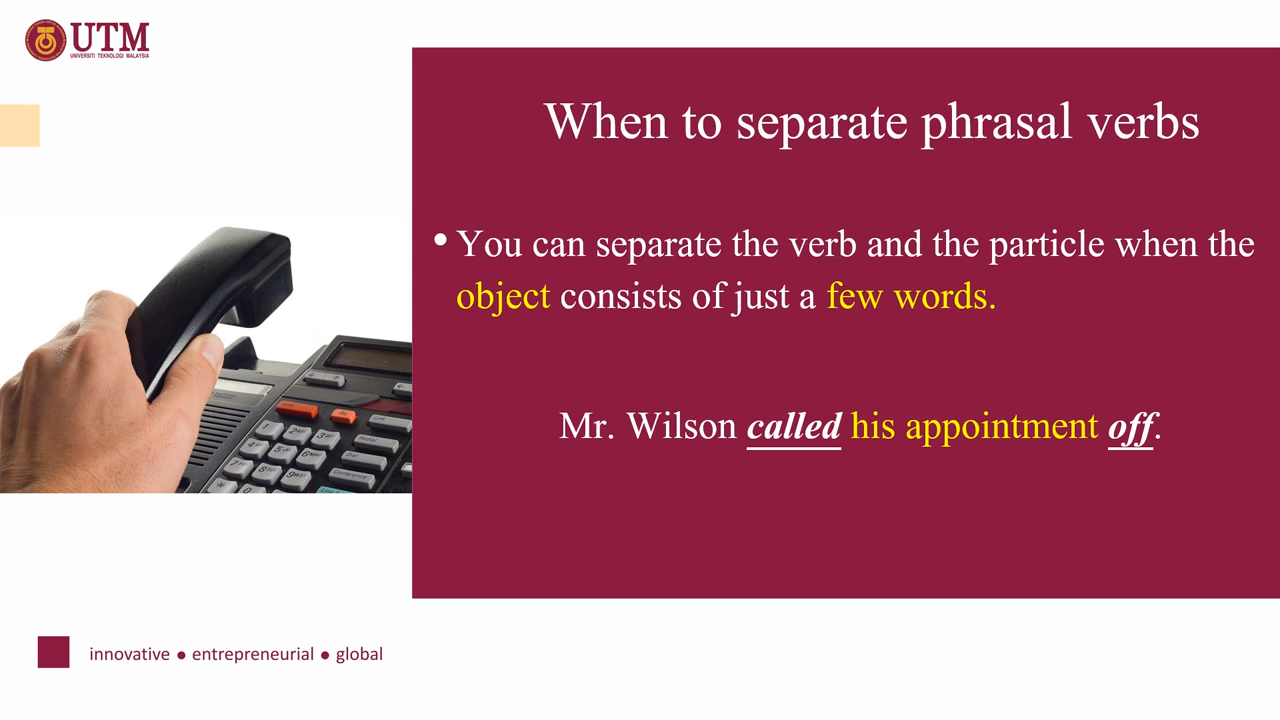 UTM
UNIVERSITI TEKNOLOGI MALAYSIA
When to separate phrasal verbs
• You can separate the verb and the particle when the
object consists of just a few words.
Mr. Wilson called his appointment off.
innovative ● entrepreneurial ● global